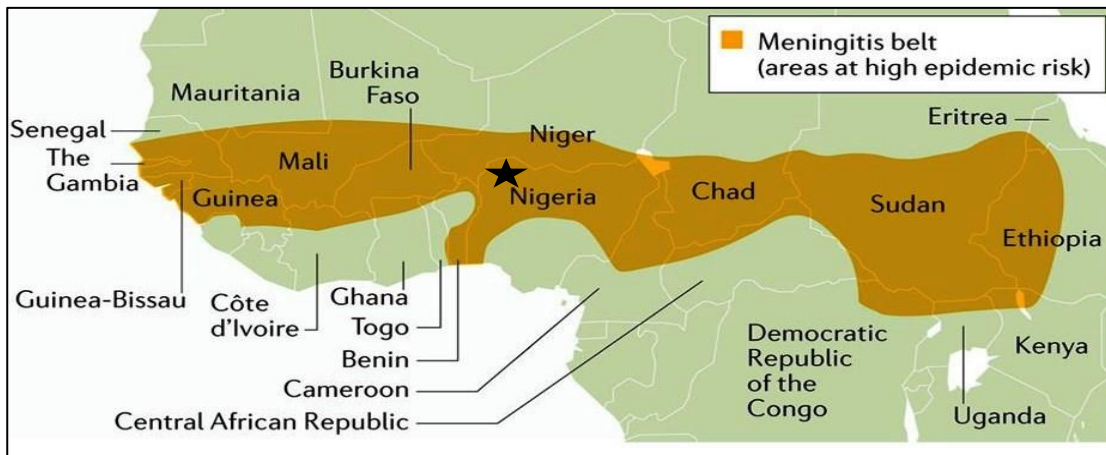 Meningitis belt
(areas at high epidemic risk)
Burkina
Faso
Mauritania
Senegal
The
Gambia
Mali
Niger
Eritrea
Guinea
Nigeria
Chad
Sudan
Ethiopia
Guinea-Bissau
Côte
d'Ivoire
Ghana
Togo
Benin
Cameroon
Central African Republic
Democratic
Republic
of the
Congo
Kenya
Uganda